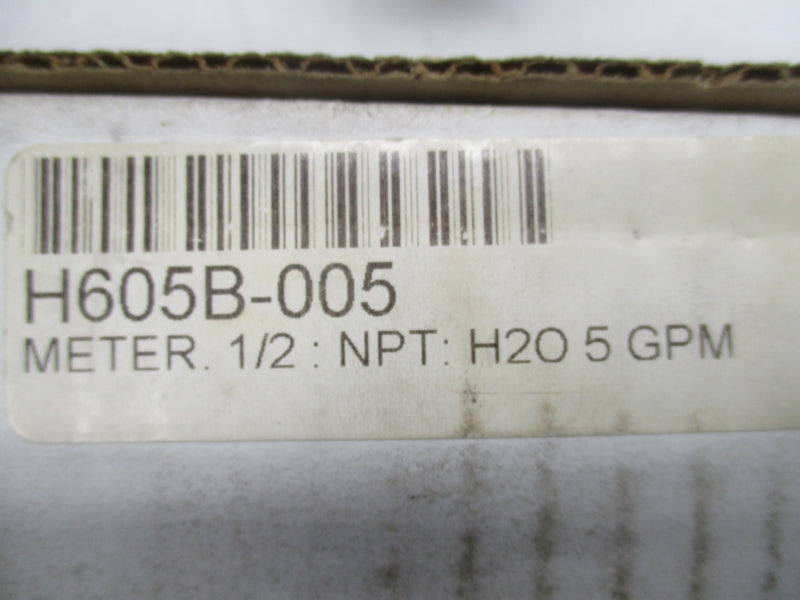 H605B-005
METER. 1/2 : NPT: H2O 5 GPM